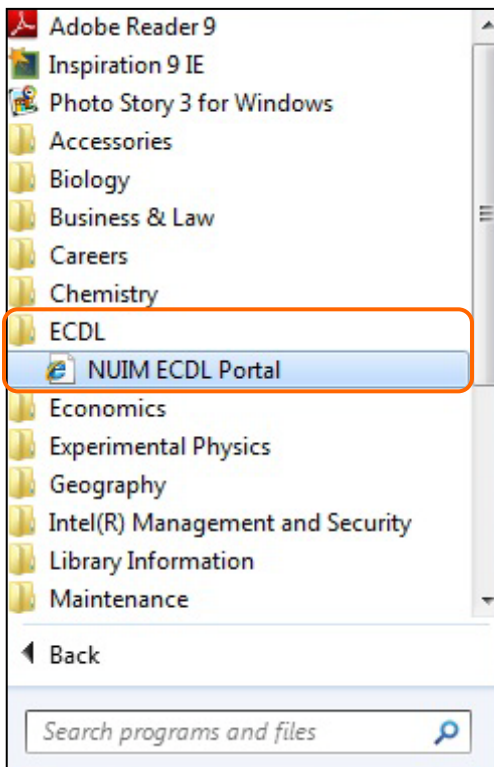 Adobe Reader 9
Inspiration 9 IE
Photo Story 3 for Windows
Accessories
Biology
Business & Law
Careers
Chemistry
ECDL
NUIM ECDL Portal
Economics
Experimental Physics
Geography
Intel(R) Management and Security
Library Information
Maintenance
Back
Search programs and files